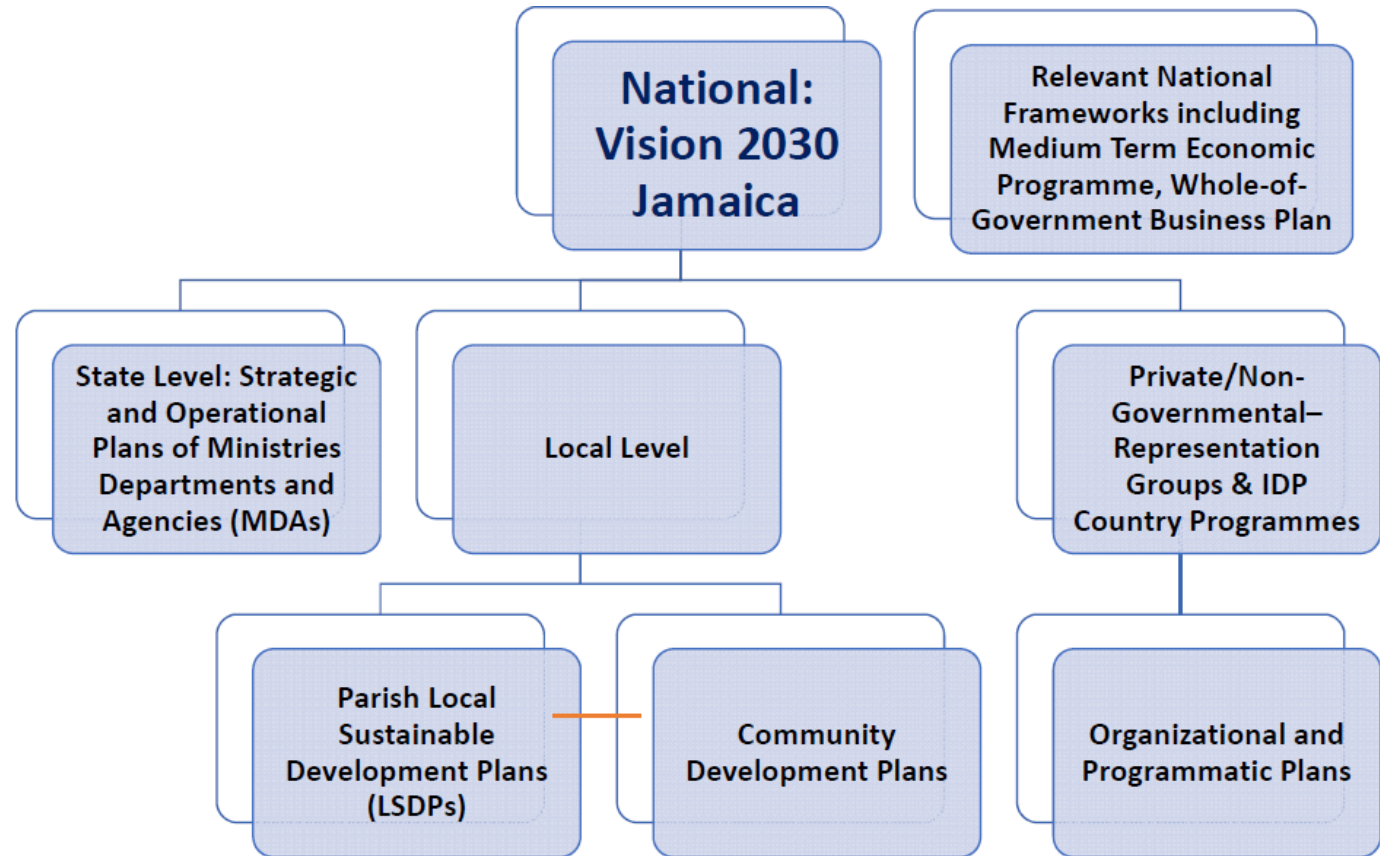 National:
Vision 2030
Jamaica
Relevant National
Frameworks including
Medium Term Economic
Programme, Whole-of-
Government Business Plan
State Level: Strategic
and Operational
Plans of Ministries
Departments and
Agencies (MDAs)
Local Level
Private/Non-
Governmental–
Representation
Groups & IDP
Country Programmes
Parish Local
Sustainable
Development Plans
(LSDPs)
Community
Development Plans
Organizational and
Programmatic Plans